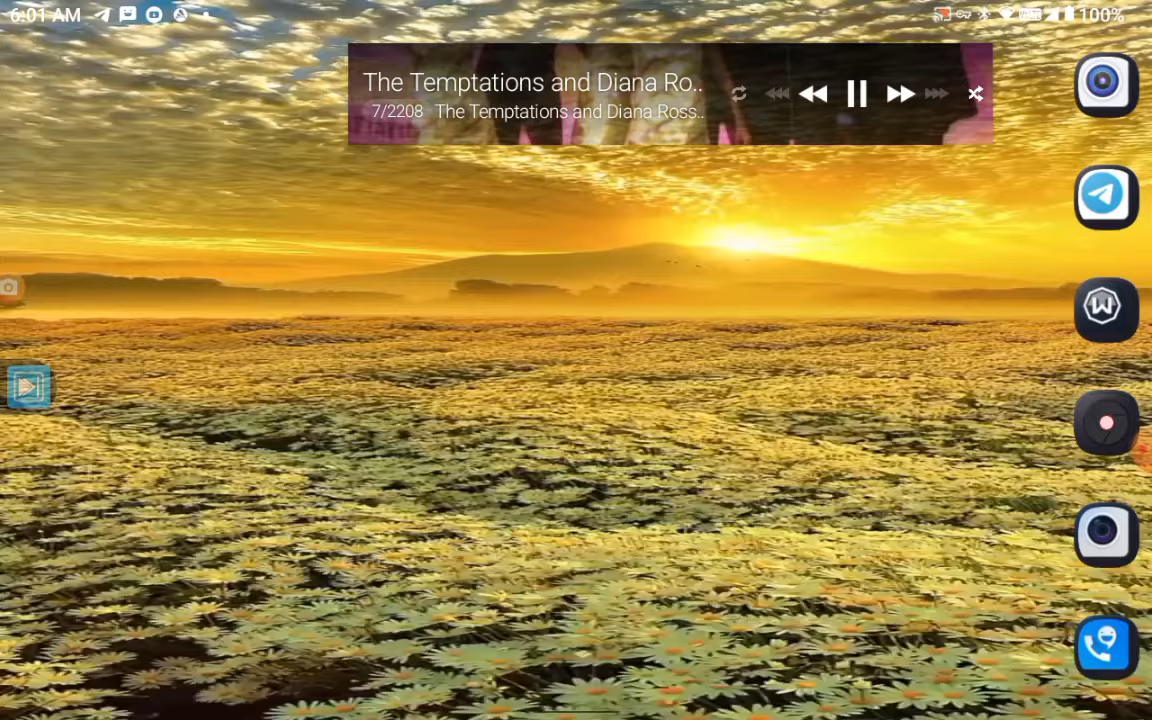 6:01 AM
100%
The Temptations and Diana Ro..
7/2208 The Temptations and Diana Ross..
W